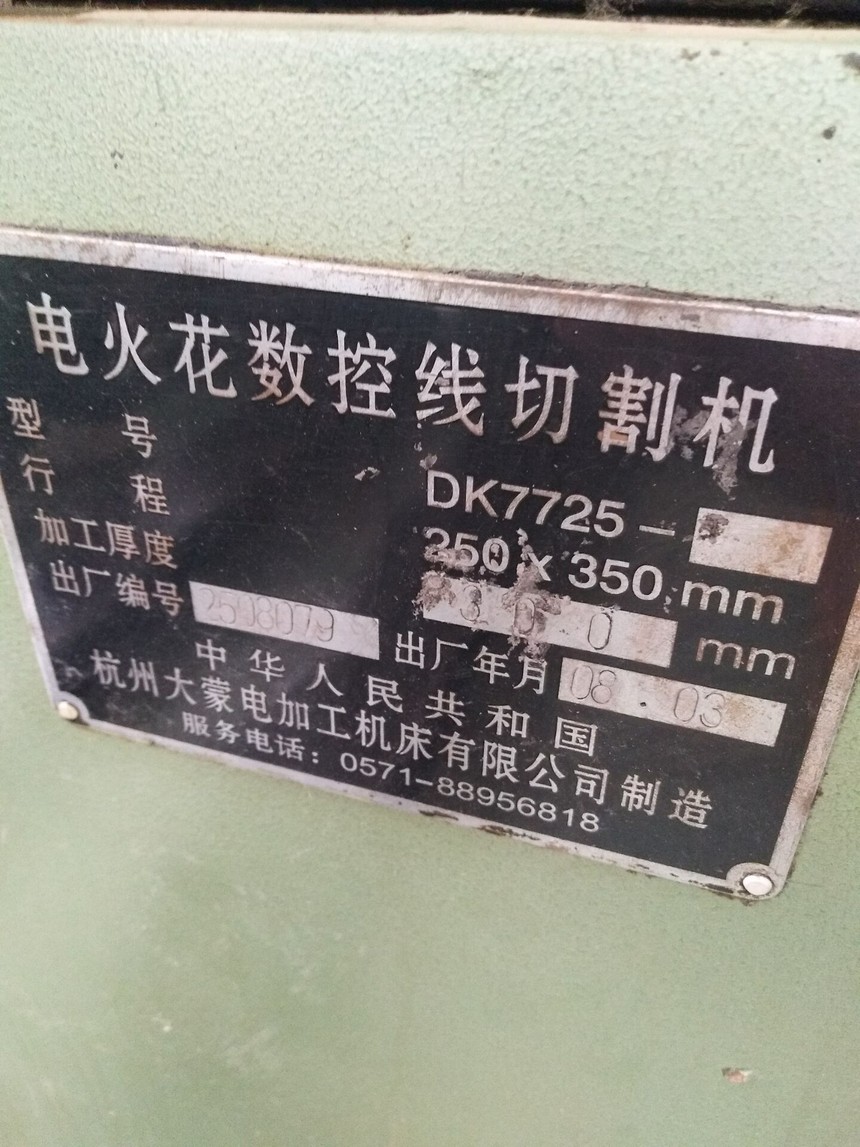 电火花数控线切割机
型号 DK7725-
行程 250 x 350 mm
加工厚度 300 mm
出厂编号 2508079 出厂年月 08.03
中华人民共和国
杭州大蒙电加工机床有限公司制造
服务电话：0571-88956818